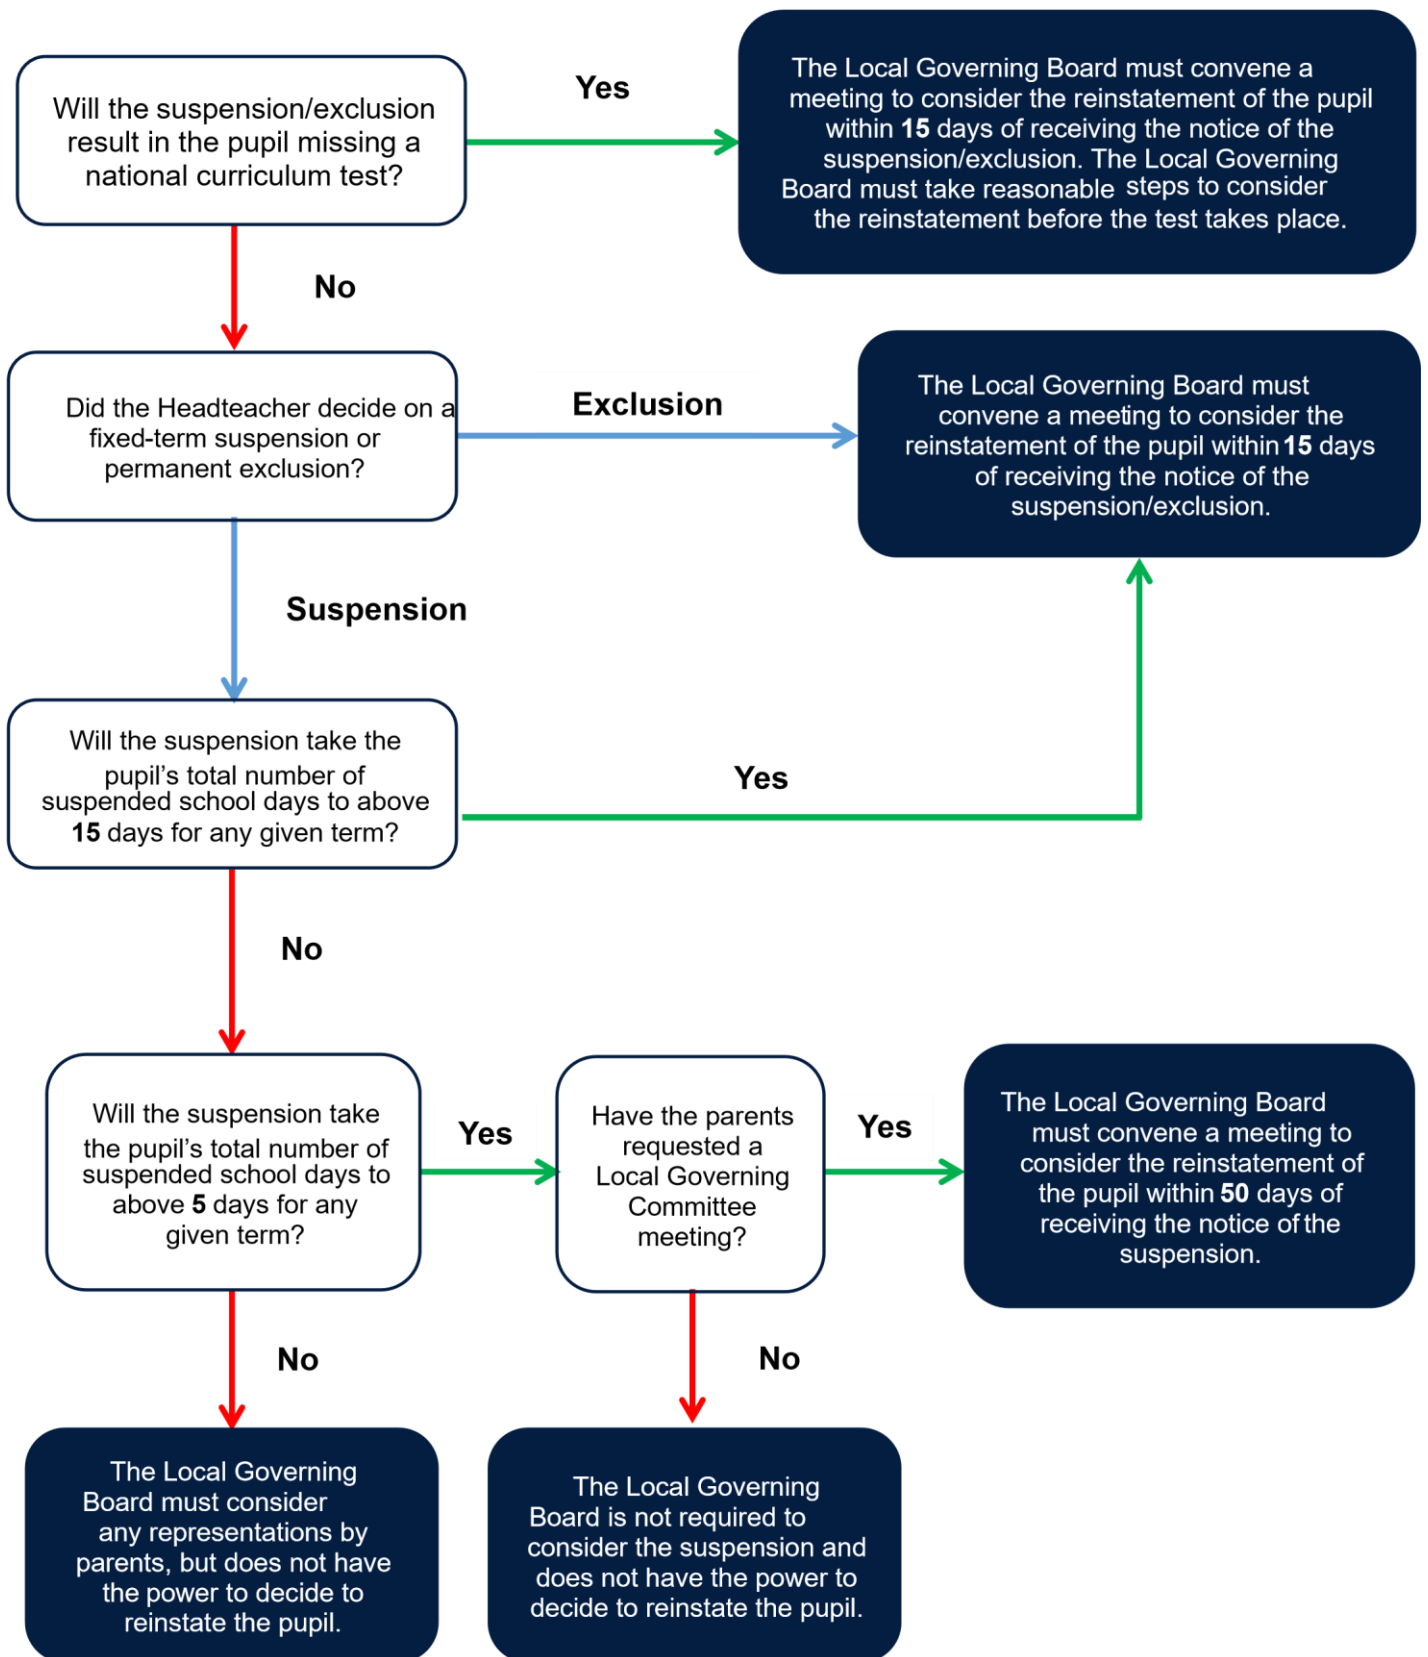 Will the suspension/exclusion
result in the pupil missing a
national curriculum test?
Yes
The Local Governing Board must convene a
meeting to consider the reinstatement of the pupil
within 15 days of receiving the notice of the
suspension/exclusion. The Local Governing
Board must take reasonable steps to consider
the reinstatement before the test takes place.
No
Did the Headteacher decide on a
fixed-term suspension or
permanent exclusion?
Exclusion
The Local Governing Board must
convene a meeting to consider the
reinstatement of the pupil within 15 days
of receiving the notice of the
suspension/exclusion.
Suspension
Will the suspension take the
pupil’s total number of
suspended school days to above
15 days for any given term?
Yes
No
Will the suspension take
the pupil’s total number of
suspended school days to
above 5 days for any
given term?
Yes
Have the parents
requested a
Local Governing
Committee
meeting?
Yes
The Local Governing Board
must convene a meeting to
consider the reinstatement of
the pupil within 50 days of
receiving the notice of the
suspension.
No
No
The Local Governing
Board must consider
any representations by
parents, but does not have
the power to decide to
reinstate the pupil.
The Local Governing
Board is not required to
consider the suspension and
does not have the power to
decide to reinstate the pupil.